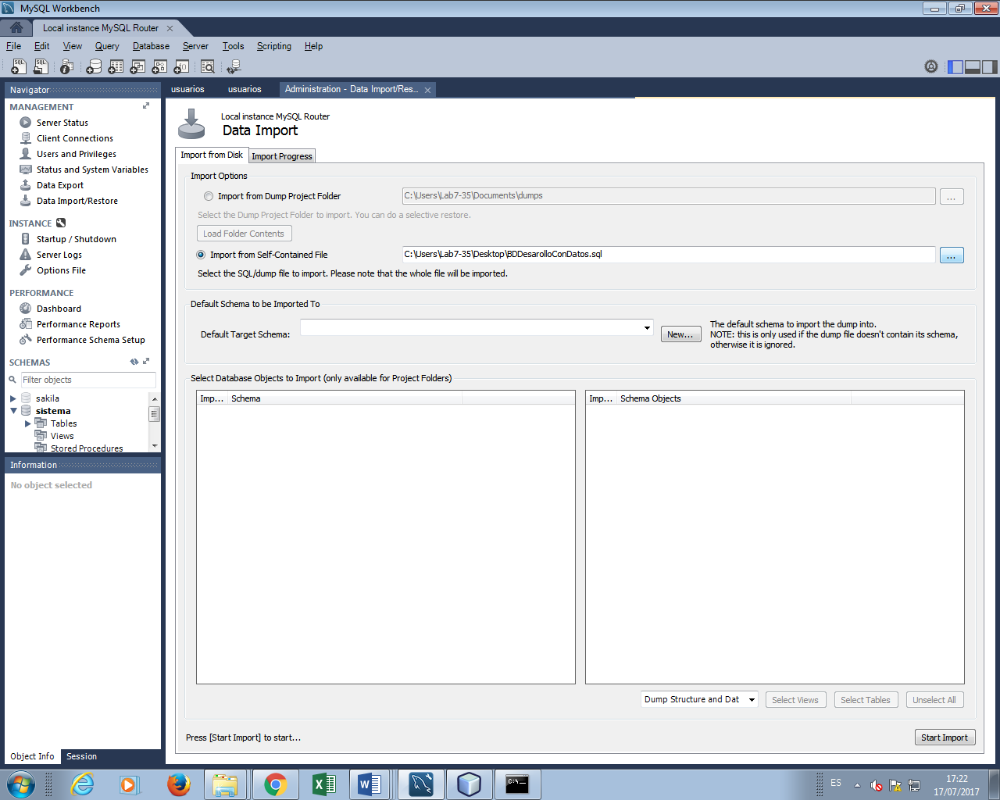 MySQL Workbench
Local instance MySQL Router
File Edit View Query Database Server Tools Scripting Help
Navigator
MANAGEMENT
Server Status
Client Connections
Users and Privileges
Status and System Variables
Data Export
Data Import/Restore
INSTANCE
Startup / Shutdown
Server Logs
Options File
PERFORMANCE
Dashboard
Performance Reports
Performance Schema Setup
SCHEMAS
Filter objects
sakila
sistema
Tables
Views
Stored Procedures
Information
No object selected
Object Info Session
usuarios usuarios Administration - Data Import/Res...
Local instance MySQL Router
Data Import
Import from Disk Import Progress
Import Options
Import from Dump Project Folder C:\Users\Lab7-35\Documents\dumps ...
Select the Dump Project Folder to import. You can do a selective restore.
Load Folder Contents
Import from Self-Contained File C:\Users\Lab7-35\Desktop\BDDesarolloConDatos.sql ...
Select the SQL/dump file to import. Please note that the whole file will be imported.
Default Schema to be Imported To
Default Target Schema: New...
The default schema to import the dump into.
NOTE: this is only used if the dump file doesn't contain its schema,
otherwise it is ignored.
Select Database Objects to Import (only available for Project Folders)
Imp... Schema Imp... Schema Objects
Dump Structure and Dat Select Views Select Tables Unselect All
Press [Start Import] to start... Start Import
ES 17:22
17/07/2017